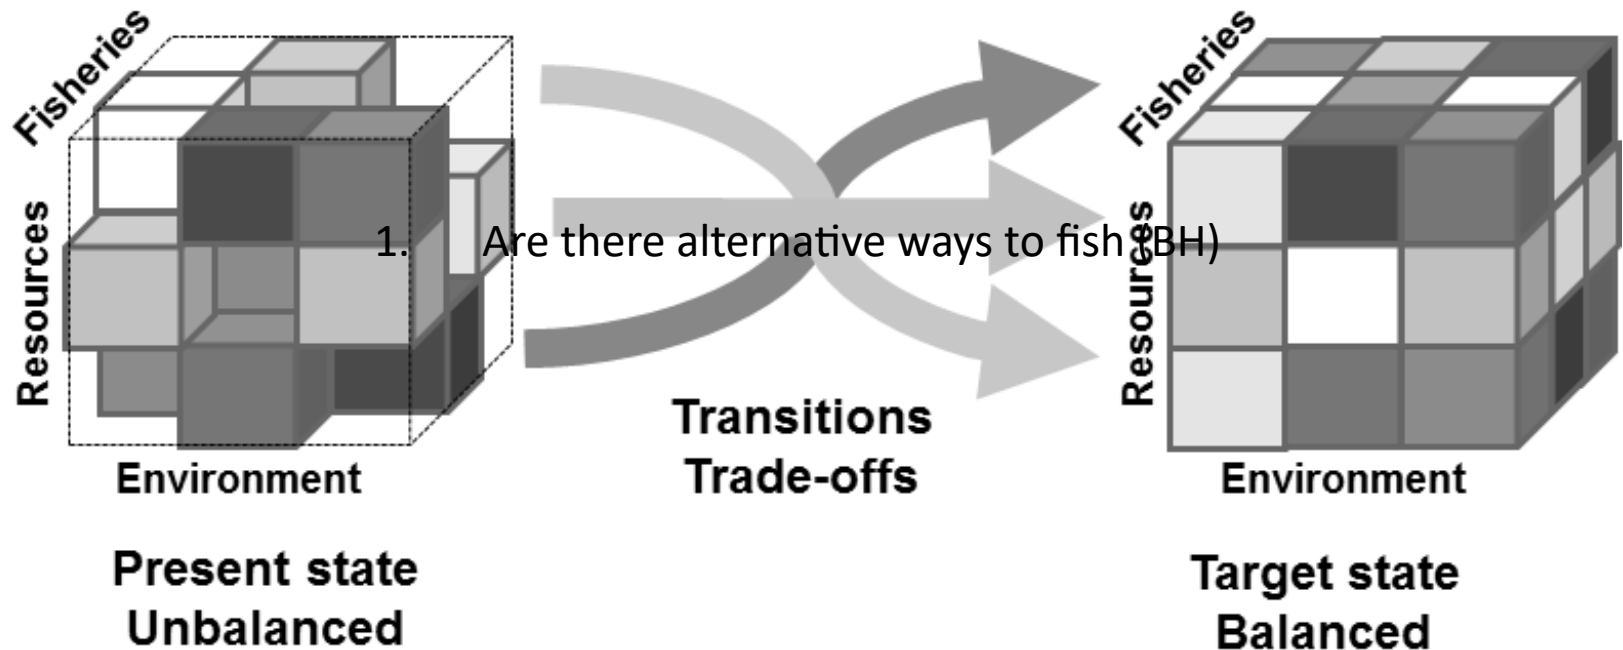 Fisheries
Resources
Environment
Present state
Unbalanced
1. Are there alternative ways to fish (BH)
Transitions
Trade-offs
Fisheries
Resources
Environment
Target state
Balanced